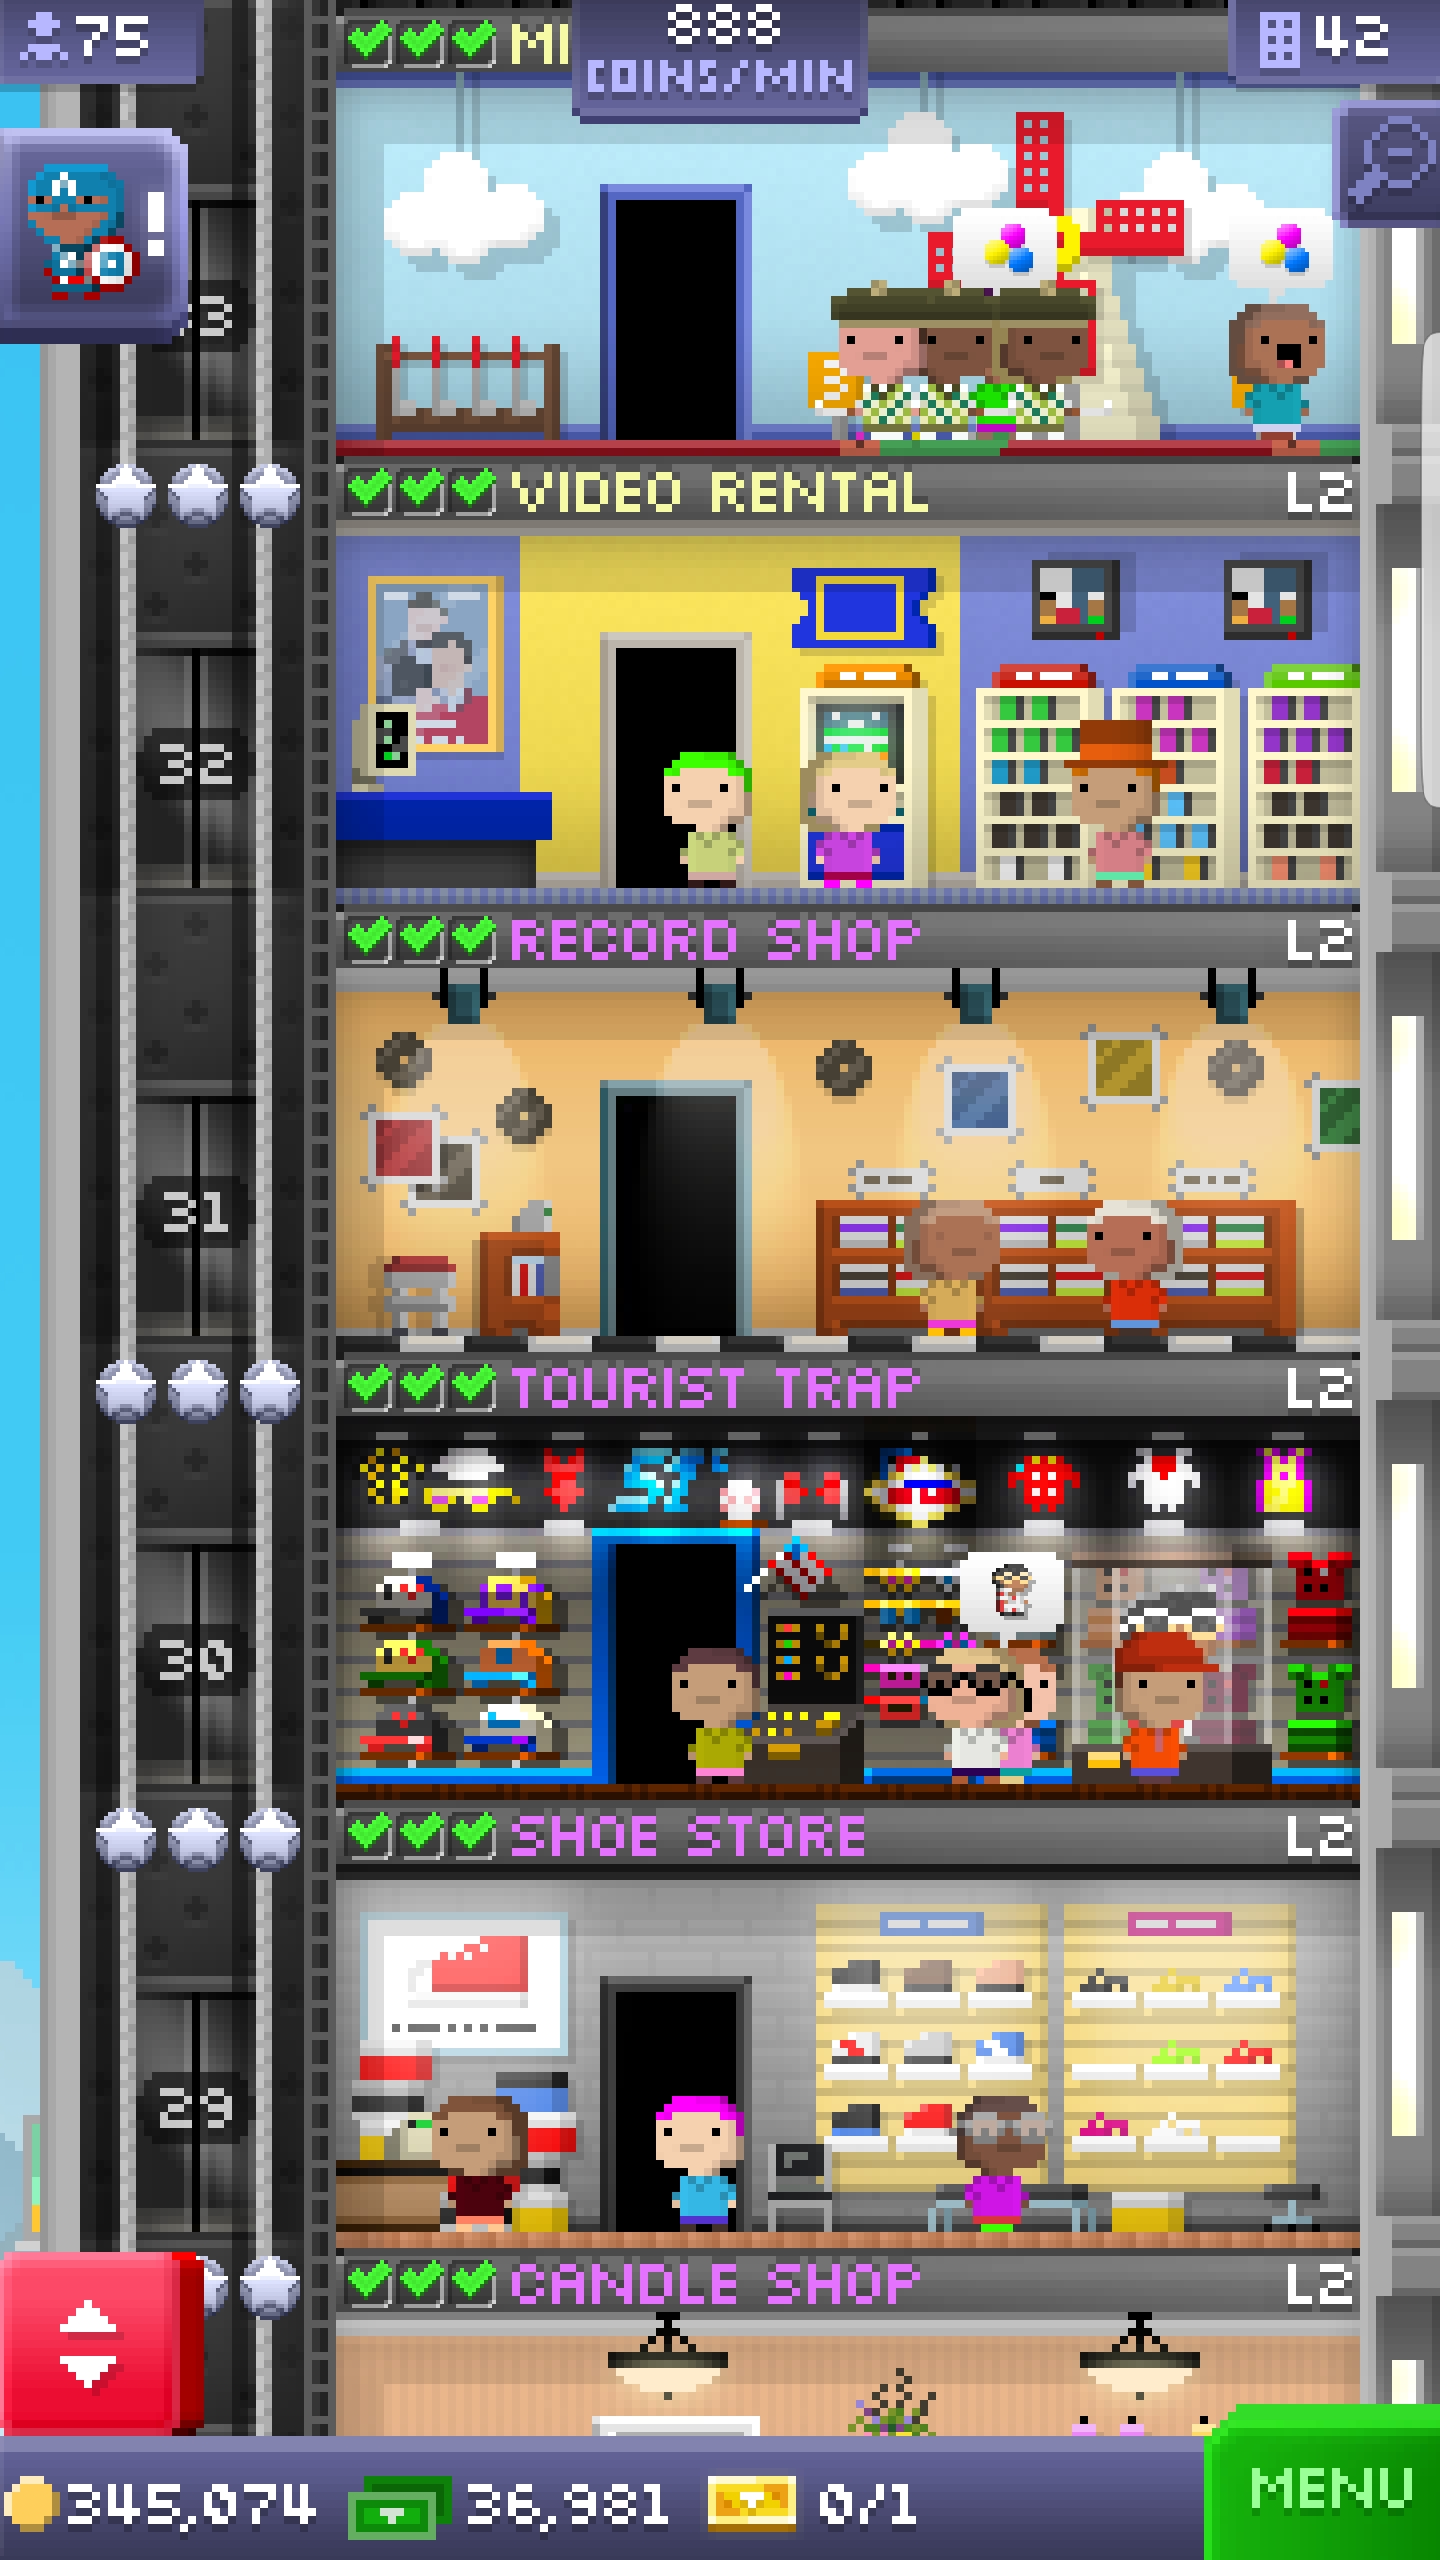 75
888
COINS/MIN
42
MI
!
3
VIDEO RENTAL L2
32
RECORD SHOP L2
31
TOURIST TRAP L2
30
SHOE STORE L2
29
CANDLE SHOP L2
345,074 36,981 0/1
MENU